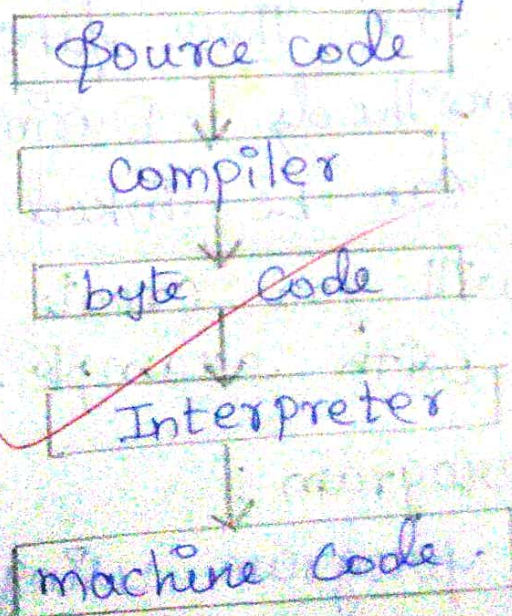 Source code
Compiler
byte code
Interpreter
machine code.